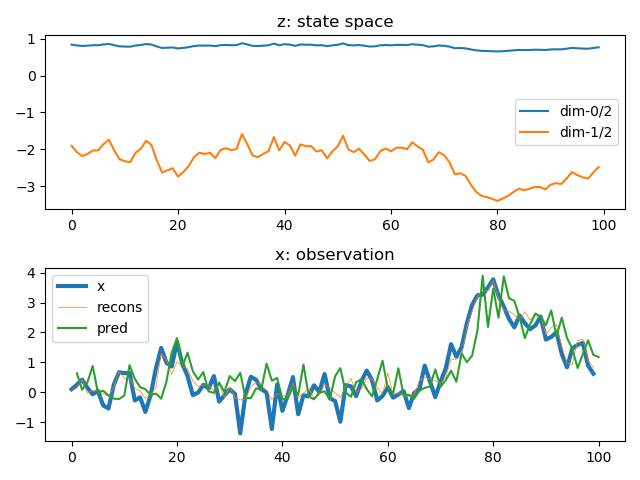 z: state space
1
0
−1
−2
−3
dim-0/2
dim-1/2
0 20 40 60 80 100
x: observation
4
3
2
1
0
−1
x
recons
pred
0 20 40 60 80 100